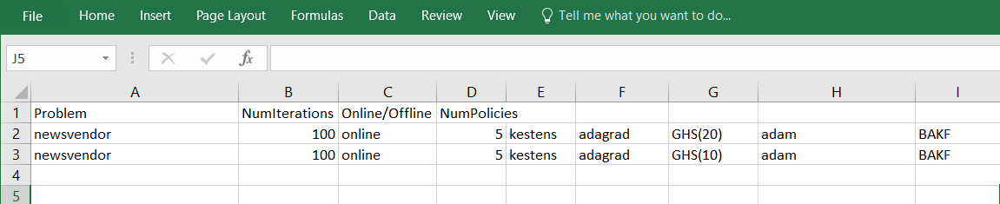 File Home Insert Page Layout Formulas Data Review View Tell me what you want to do...
J5 fx
A B C D E F G H I
1 Problem NumIterations Online/Offline NumPolicies
2 newsvendor 100 online 5 kestens adagrad GHS(20) adam BAKF
3 newsvendor 100 online 5 kestens adagrad GHS(10) adam BAKF
4
5